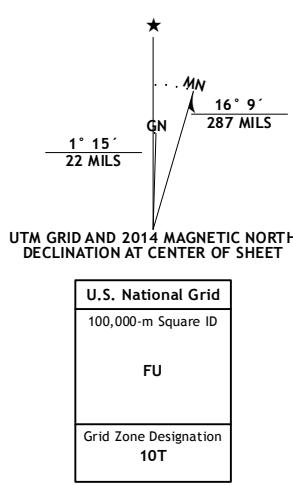 MN
GN
16° 9´
287 MILS
1° 15´
22 MILS
UTM GRID AND 2014 MAGNETIC NORTH
DECLINATION AT CENTER OF SHEET
U.S. National Grid
100,000-m Square ID
FU
Grid Zone Designation
10T